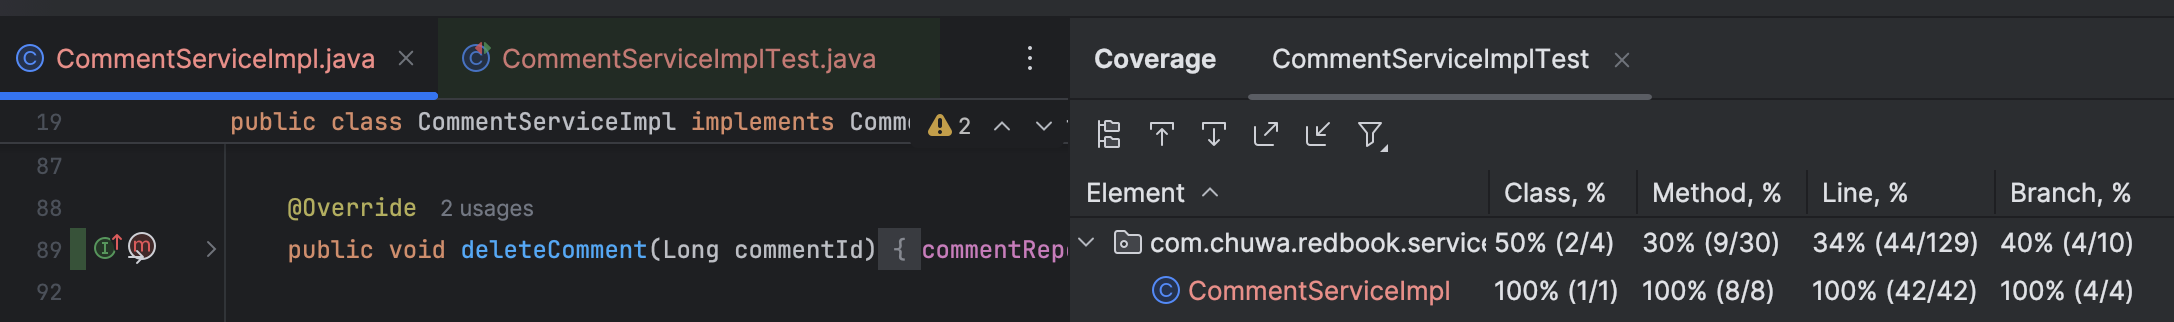 CommentServiceImpl.java
CommentServiceImplTest.java
19 public class CommentServiceImpl implements 2
87
88 @Override 2 usages
89 public void deleteComment(Long commentId) {
92
Coverage CommentServiceImplTest
Element Class, % Method, % Line, % Branch, %
com.chuwa.redbook.service 50% (2/4) 30% (9/30) 34% (44/129) 40% (4/10)
CommentServiceImpl 100% (1/1) 100% (8/8) 100% (42/42) 100% (4/4)